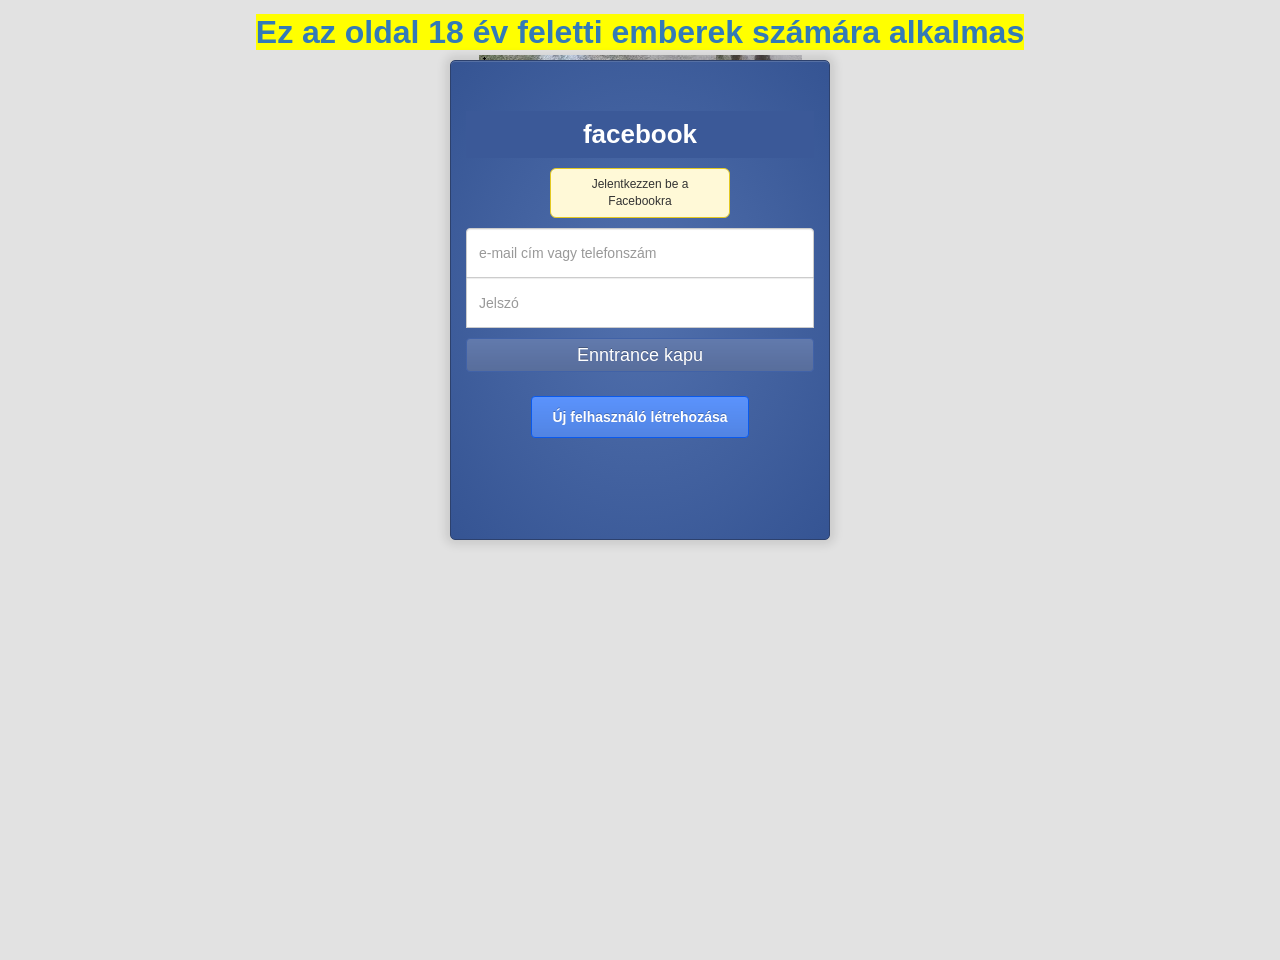 Ez az oldal 18 év feletti emberek számára alkalmas
facebook
Jelentkezzen be a
Facebookra
e-mail cím vagy telefonszám
Jelszó
Enntrance kapu
Új felhasználó létrehozása